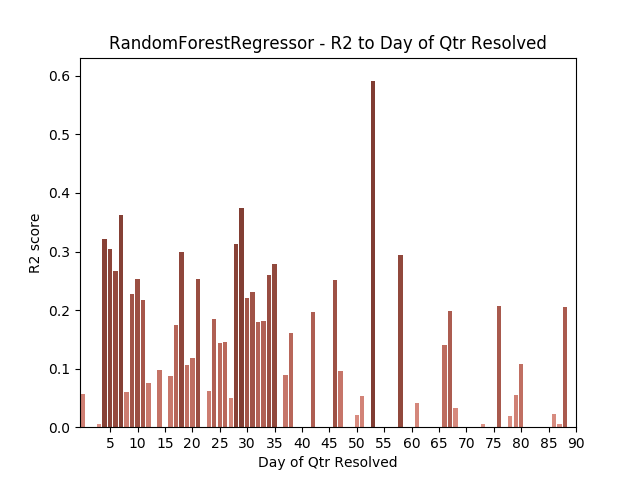 RandomForestRegressor - R2 to Day of Qtr Resolved
0.6
0.5
0.4
0.3
0.2
0.1
0.0
R2 score
5 10 15 20 25 30 35 40 45 50 55 60 65 70 75 80 85 90
Day of Qtr Resolved